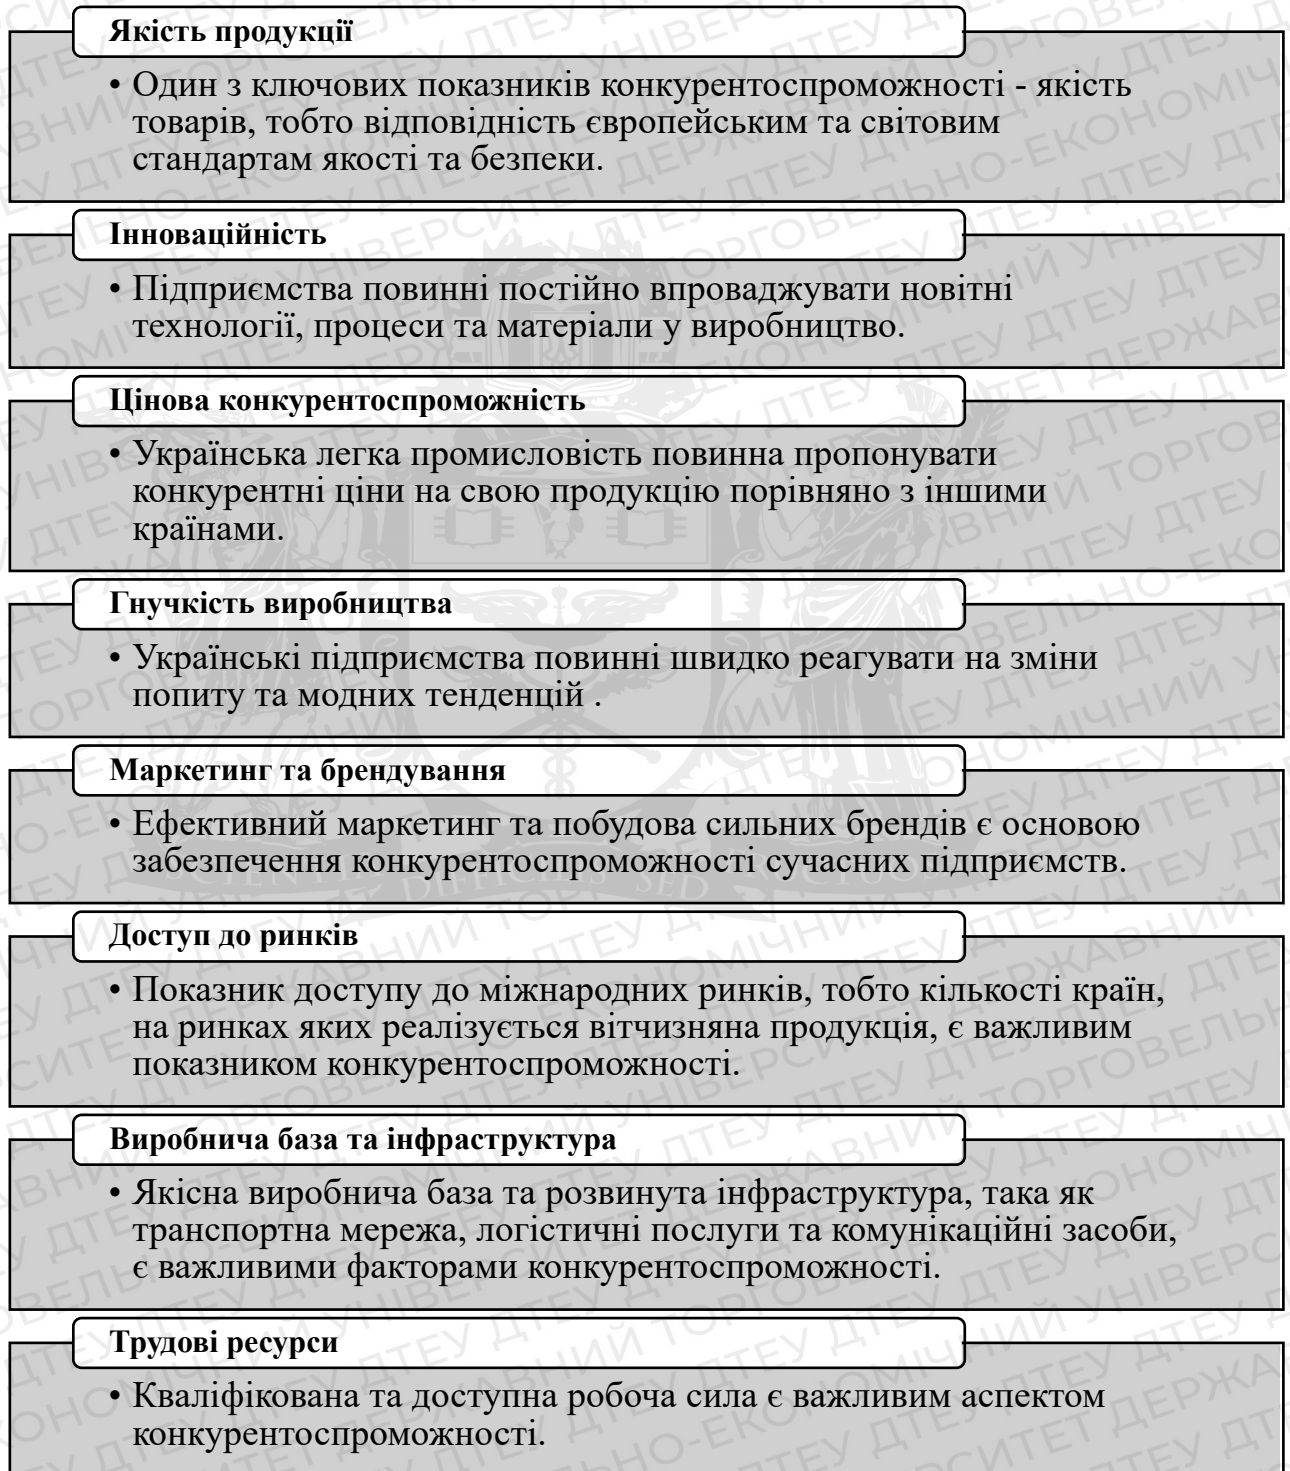 Якість продукції
• Один з ключових показників конкурентоспроможності - якість
товарів, тобто відповідність європейським та світовим
стандартам якості та безпеки.
Інноваційність
• Підприємства повинні постійно впроваджувати новітні
технології, процеси та матеріали у виробництво.
Цінова конкурентоспроможність
• Українська легка промисловість повинна пропонувати
конкурентні ціни на свою продукцію порівняно з іншими
країнами.
Гнучкість виробництва
• Українські підприємства повинні швидко реагувати на зміни
попиту та модних тенденцій .
Маркетинг та брендування
• Ефективний маркетинг та побудова сильних брендів є основою
забезпечення конкурентоспроможності сучасних підприємств.
Доступ до ринків
• Показник доступу до міжнародних ринків, тобто кількості країн,
на ринках яких реалізується вітчизняна продукція, є важливим
показником конкурентоспроможності.
Виробнича база та інфраструктура
• Якісна виробнича база та розвинута інфраструктура, така як
транспортна мережа, логістичні послуги та комунікаційні засоби,
є важливими факторами конкурентоспроможності.
Трудові ресурси
• Кваліфікована та доступна робоча сила є важливим аспектом
конкурентоспроможності.